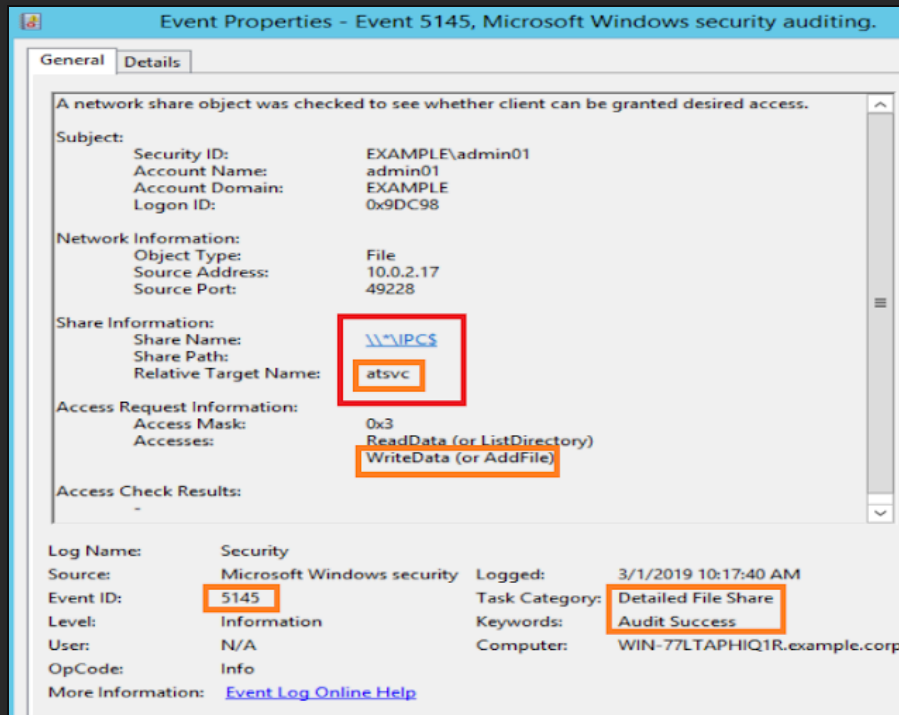 Event Properties - Event 5145, Microsoft Windows security auditing.
General Details
A network share object was checked to see whether client can be granted desired access.
Subject:
Security ID: EXAMPLE\admin01
Account Name: admin01
Account Domain: EXAMPLE
Logon ID: 0x9DC98
Network Information:
Object Type: File
Source Address: 10.0.2.17
Source Port: 49228
Share Information:
Share Name: \\*\IPC$
Share Path:
Relative Target Name: atsvc
Access Request Information:
Access Mask: 0x3
Accesses: ReadData (or ListDirectory)
WriteData (or AddFile)
Access Check Results:
-
Log Name: Security
Source: Microsoft Windows security Logged: 3/1/2019 10:17:40 AM
Event ID: 5145 Task Category: Detailed File Share
Level: Information Keywords: Audit Success
User: N/A Computer: WIN-77LTAPHIQ1R.example.corp
OpCode: Info
More Information: Event Log Online Help